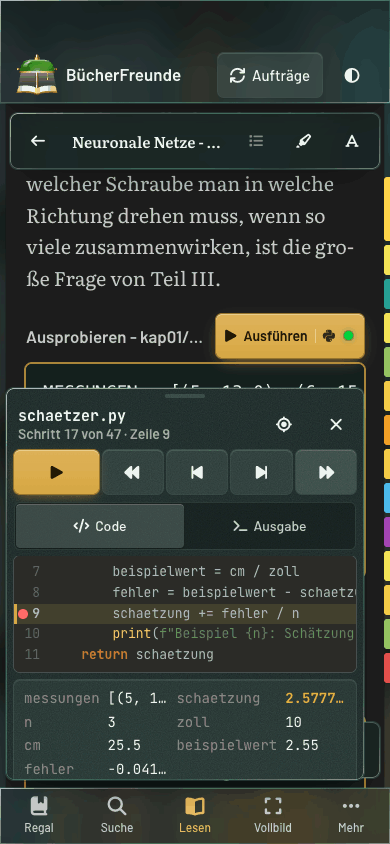 BücherFreunde
Aufträge
Neuronale Netze - ...
A
welcher Schraube man in welche
Richtung drehen muss, wenn so
viele zusammenwirken, ist die gro-
ße Frage von Teil III.
Ausprobieren - kap01/...
Ausführen
schaetzer.py
Schritt 17 von 47 · Zeile 9
</> Code
>_ Ausgabe
7 beispielwert = cm / zoll
8 fehler = beispielwert - schaetzu
9 schaetzung += fehler / n
10 print(f"Beispiel {n}: Schätzung
11 return schaetzung
messungen [(5, 1… schaetzung 2.5777…
n 3 zoll 10
cm 25.5 beispielwert 2.55
fehler -0.041…
Regal
Suche
Lesen
Vollbild
Mehr